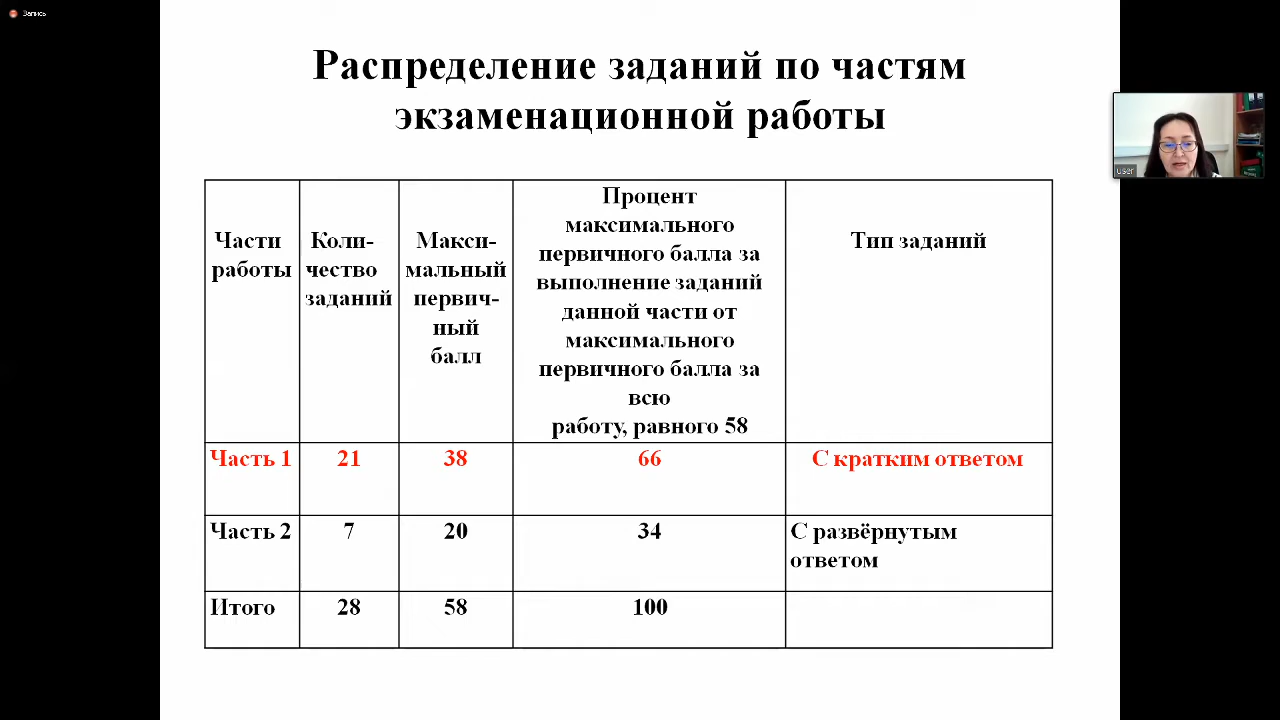 Запись
Распределение заданий по частям
экзаменационной работы
user
Части
работы
Коли-
чество
заданий
Макси-
мальный
первич-
ный
балл
Процент
максимального
первичного балла за
выполнение заданий
данной части от
максимального
первичного балла за
всю
работу, равного 58
Тип заданий
Часть 1
21
38
66
С кратким ответом
Часть 2
7
20
34
С развёрнутым
ответом
Итого
28
58
100